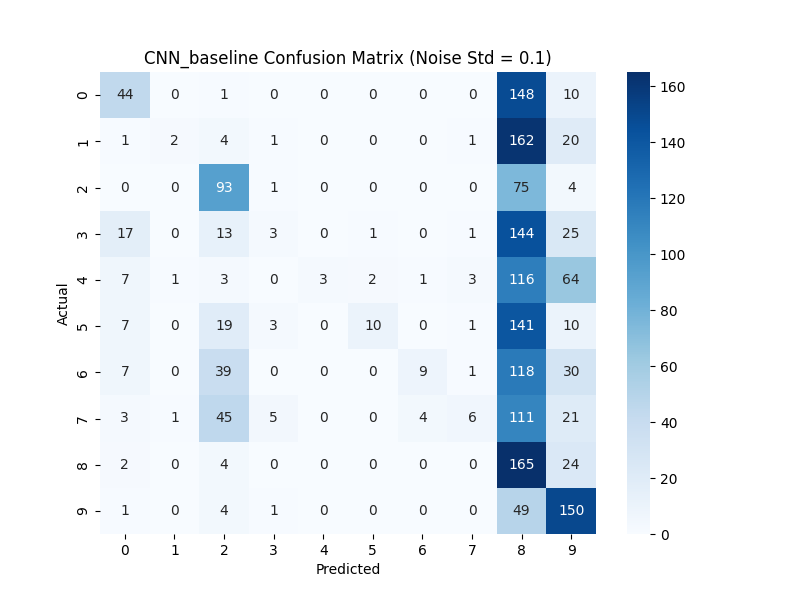 CNN_baseline Confusion Matrix (Noise Std = 0.1)
0 44 0 1 0 0 0 0 0 148 10
1 1 2 4 1 0 0 0 1 162 20
2 0 0 93 1 0 0 0 0 75 4
3 17 0 13 3 0 1 0 1 144 25
4 7 1 3 0 3 2 1 3 116 64
5 7 0 19 3 0 10 0 1 141 10
6 7 0 39 0 0 0 9 1 118 30
7 3 1 45 5 0 0 4 6 111 21
8 2 0 4 0 0 0 0 0 165 24
9 1 0 4 1 0 0 0 0 49 150
0 1 2 3 4 5 6 7 8 9
Predicted
Actual
160
140
120
100
80
60
40
20
0